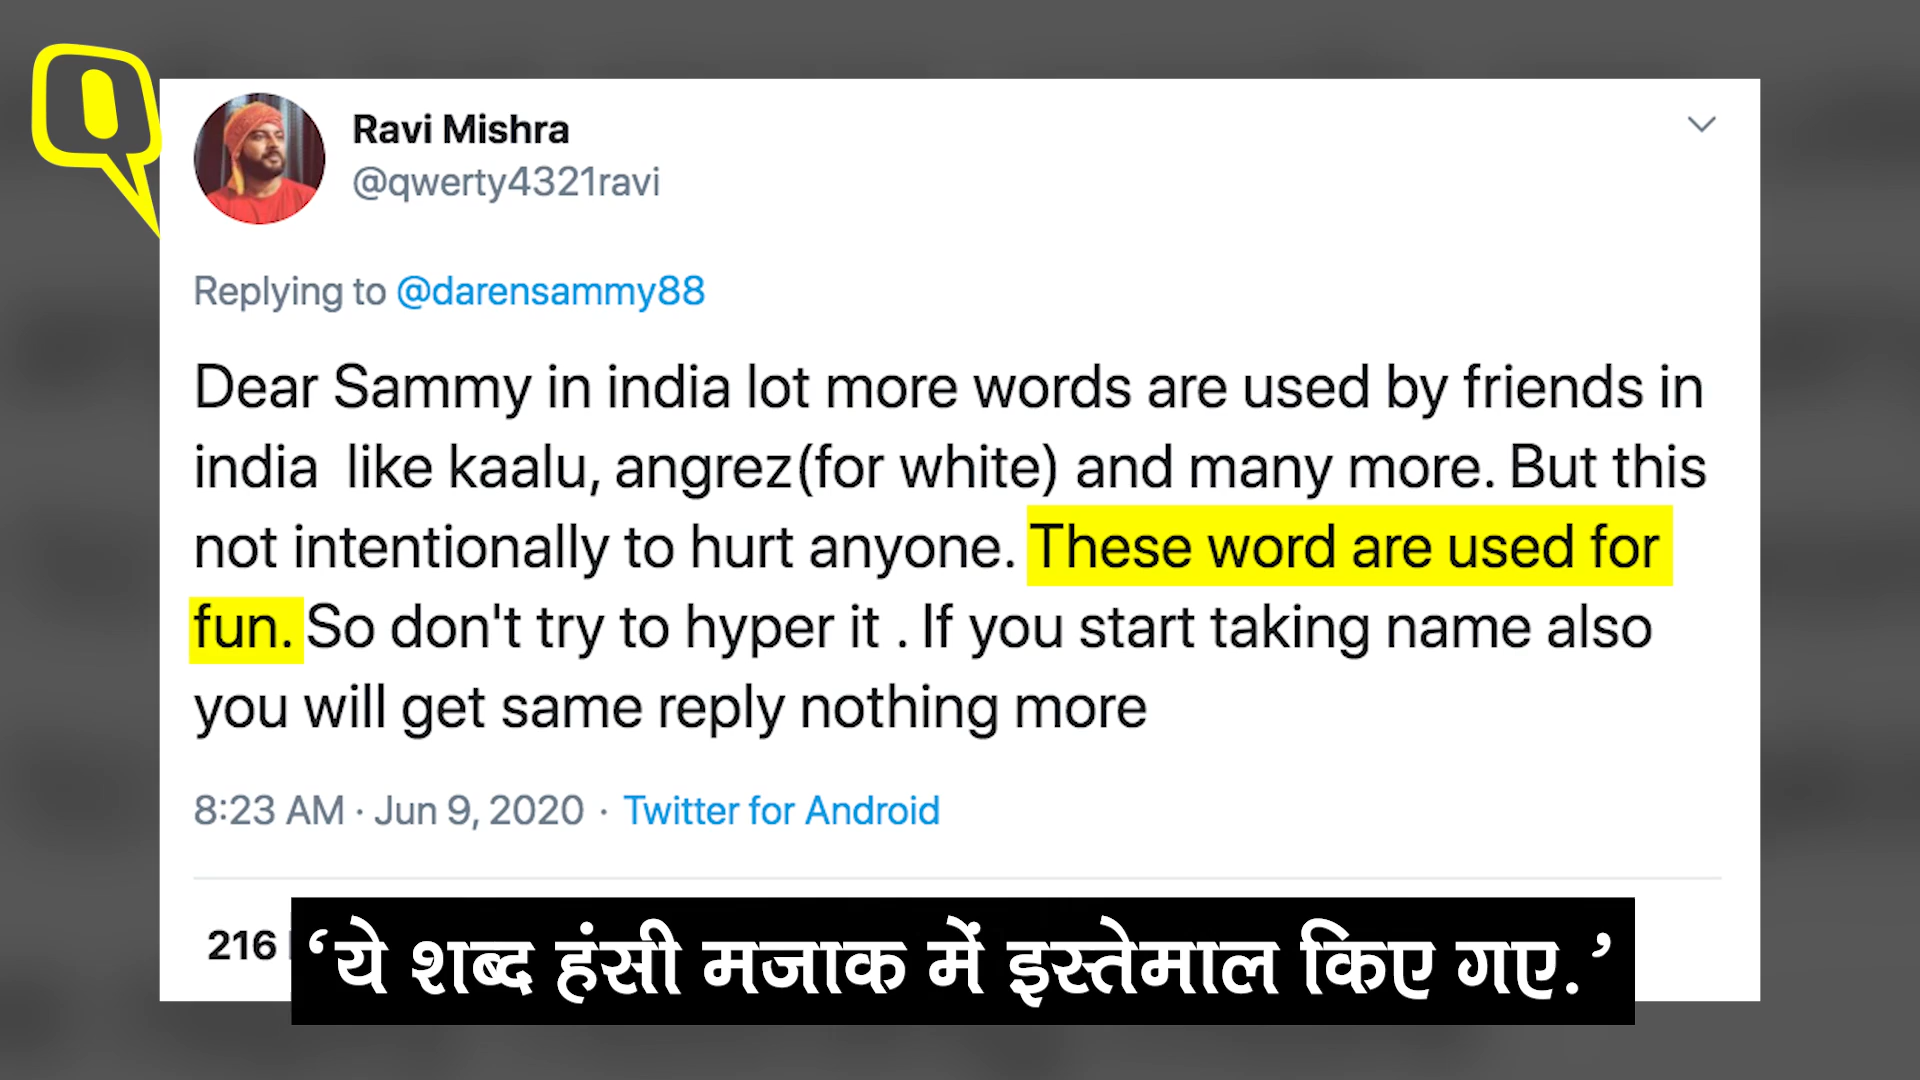 Ravi Mishra
@qwerty4321ravi
Replying to @darensammy88
Dear Sammy in india lot more words are used by friends in
india  like kaalu, angrez(for white) and many more. But this
not intentionally to hurt anyone. These word are used for
fun. So don't try to hyper it . If you start taking name also
you will get same reply nothing more
8:23 AM · Jun 9, 2020 · Twitter for Android
216
‘ये शब्द हंसी मजाक में इस्तेमाल किए गए.’